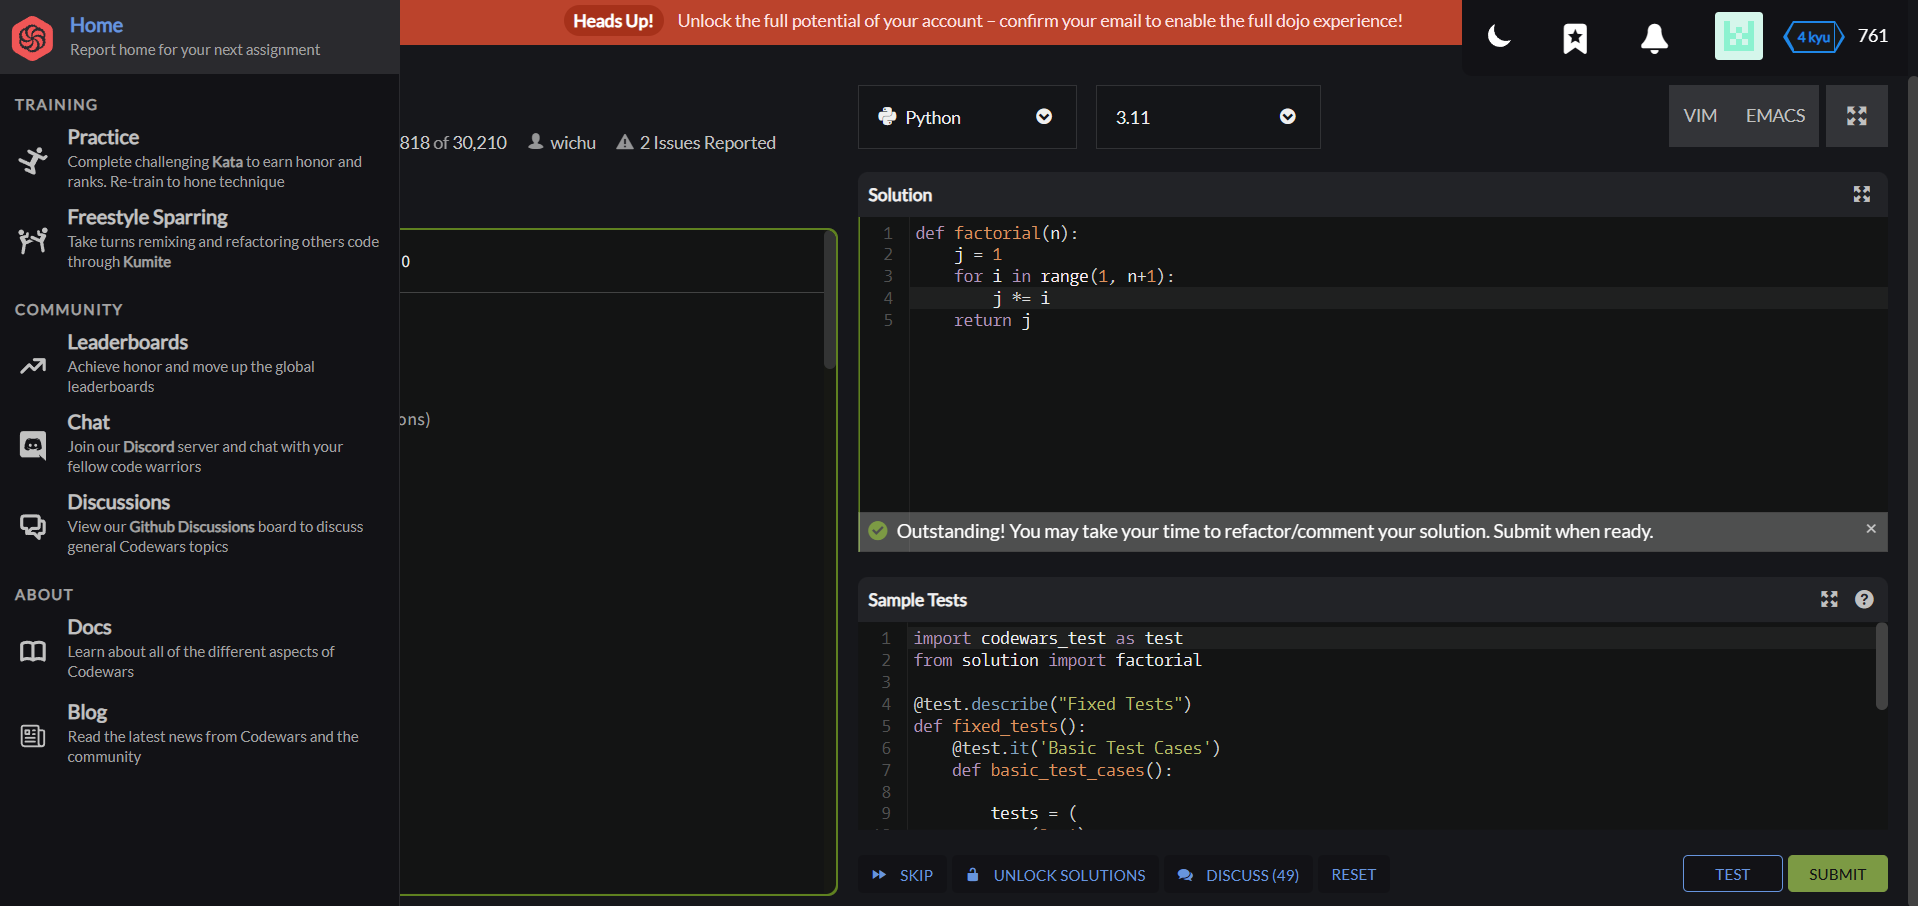 Home
Report home for your next assignment
Heads Up! Unlock the full potential of your account – confirm your email to enable the full dojo experience!
4 kyu
761
TRAINING
Practice
Complete challenging Kata to earn honor and
ranks. Re-train to hone technique
Freestyle Sparring
Take turns remixing and refactoring others code
through Kumite
COMMUNITY
Leaderboards
Achieve honor and move up the global
leaderboards
Chat
Join our Discord server and chat with your
fellow code warriors
Discussions
View our Github Discussions board to discuss
general Codewars topics
ABOUT
Docs
Learn about all of the different aspects of
Codewars
Blog
Read the latest news from Codewars and the
community
818 of 30,210 wichu 2 Issues Reported
0
ons)
Python
3.11
VIM EMACS
Solution
1 def factorial(n):
2     j = 1
3     for i in range(1, n+1):
4         j *= i
5     return j
Outstanding! You may take your time to refactor/comment your solution. Submit when ready.
Sample Tests
1 import codewars_test as test
2 from solution import factorial
3
4 @test.describe("Fixed Tests")
5 def fixed_tests():
6     @test.it('Basic Test Cases')
7     def basic_test_cases():
8
9         tests = (
SKIP UNLOCK SOLUTIONS DISCUSS (49) RESET
TEST SUBMIT